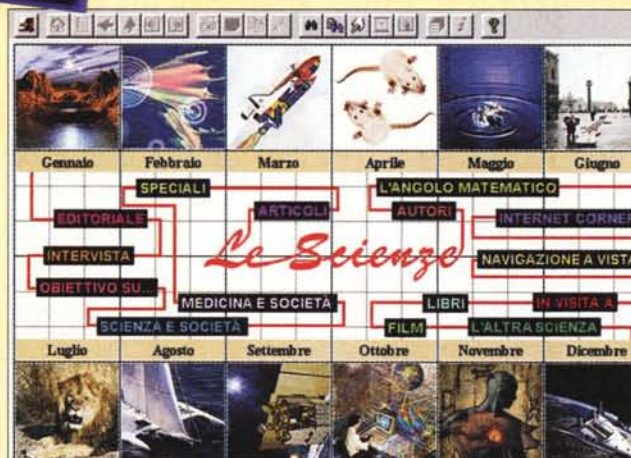 Gennaio Febbraio Marzo Aprile Maggio Giugno
SPECIALI L'ANGOLO MATEMATICO
EDITORIALE ARTICOLI AUTORI INTERNET CORNER
Le Scienze
INTERVISTA NAVIGAZIONE A VISTA
OBIETTIVO SU...
MEDICINA E SOCIETÀ LIBRI IN VISITA A
SCIENZA E SOCIETÀ FILM L'ALTRA SCIENZA
Luglio Agosto Settembre Ottobre Novembre Dicembre